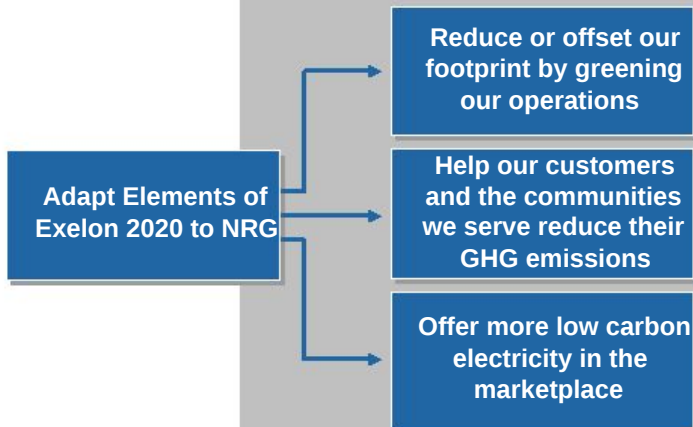 Adapt Elements of
Exelon 2020 to NRG
Reduce or offset our
footprint by greening
our operations
Help our customers
and the communities
we serve reduce their
GHG emissions
Offer more low carbon
electricity in the
marketplace